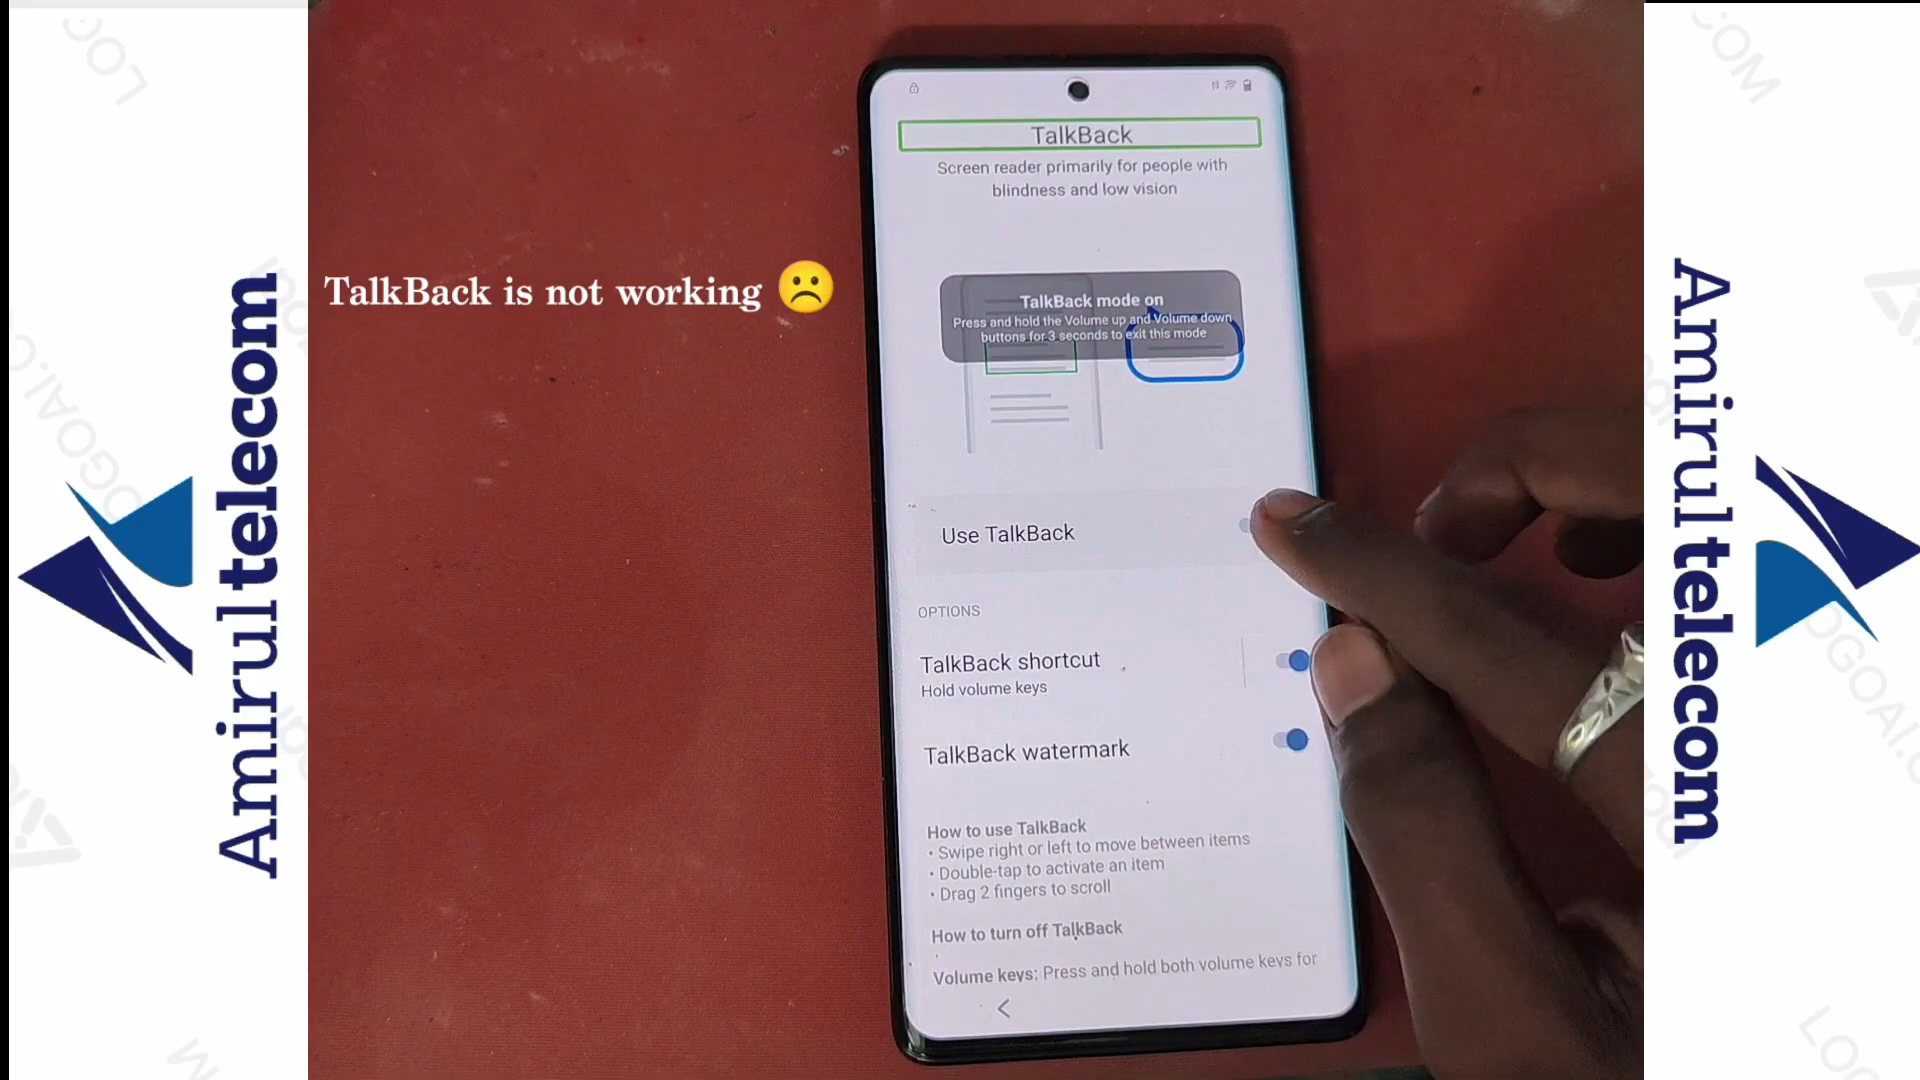 Amirul telecom
TalkBack is not working ☹️
TalkBack
Screen reader primarily for people with
blindness and low vision
TalkBack mode on
Press and hold the Volume up and Volume down
buttons for 3 seconds to exit this mode
Use TalkBack
OPTIONS
TalkBack shortcut
Hold volume keys
TalkBack watermark
How to use TalkBack
• Swipe right or left to move between items
• Double-tap to activate an item
• Drag 2 fingers to scroll
How to turn off TalkBack
Volume keys: Press and hold both volume keys for
Amirul telecom